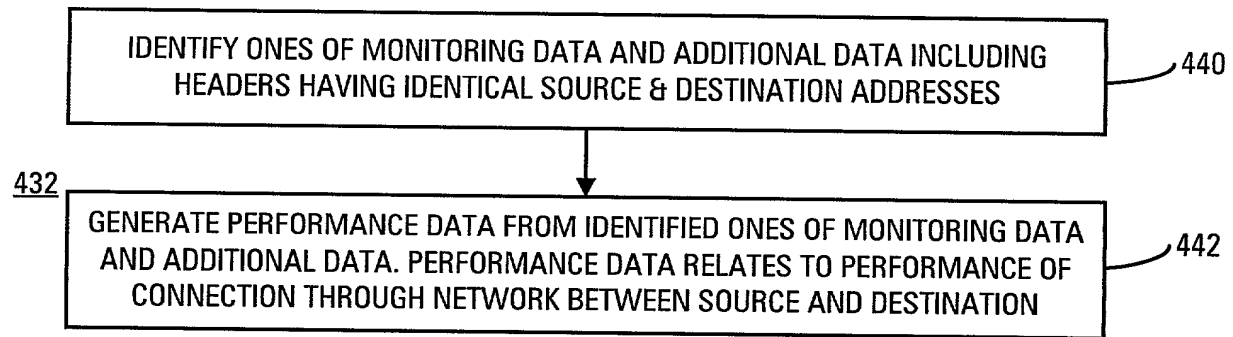 IDENTIFY ONES OF MONITORING DATA AND ADDITIONAL DATA INCLUDING
HEADERS HAVING IDENTICAL SOURCE & DESTINATION ADDRESSES
440
432
GENERATE PERFORMANCE DATA FROM IDENTIFIED ONES OF MONITORING DATA
AND ADDITIONAL DATA. PERFORMANCE DATA RELATES TO PERFORMANCE OF
CONNECTION THROUGH NETWORK BETWEEN SOURCE AND DESTINATION
442